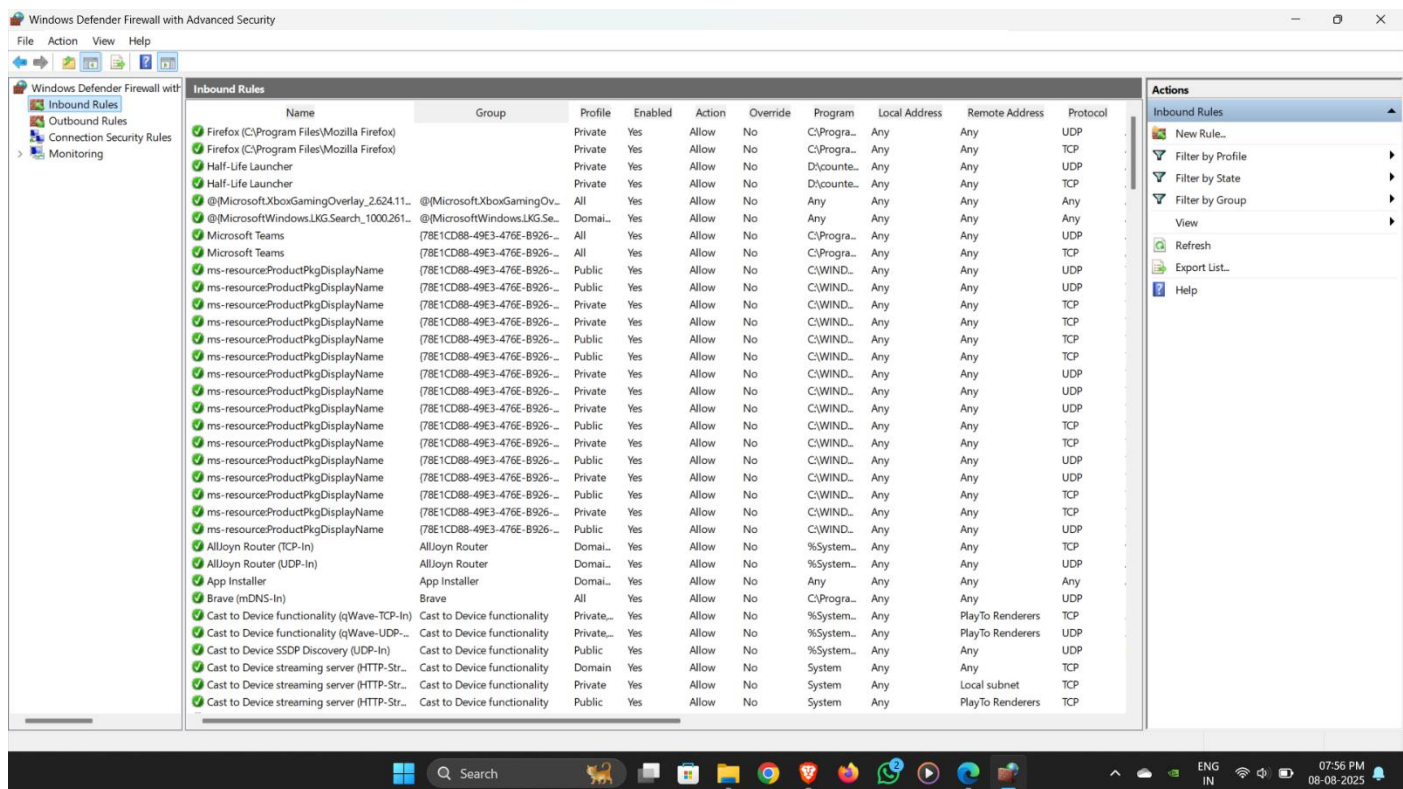 Windows Defender Firewall with Advanced Security
File Action View Help
Windows Defender Firewall with
Inbound Rules
Outbound Rules
Connection Security Rules
Monitoring
Inbound Rules
Name Group Profile Enabled Action Override Program Local Address Remote Address Protocol
Firefox (C:\Program Files\Mozilla Firefox) Private Yes Allow No C:\Progra... Any Any UDP
Firefox (C:\Program Files\Mozilla Firefox) Private Yes Allow No C:\Progra... Any Any TCP
Half-Life Launcher Private Yes Allow No D:\counte... Any Any UDP
Half-Life Launcher Private Yes Allow No D:\counte... Any Any TCP
@{Microsoft.XboxGamingOverlay_2.624.11... @{Microsoft.XboxGamingOv... All Yes Allow No Any Any Any Any
@{MicrosoftWindows.LKG.Search_1000.261... @{MicrosoftWindows.LKG.Se... Domai... Yes Allow No Any Any Any Any
Microsoft Teams {78E1CD88-49E3-476E-B926-... All Yes Allow No C:\Progra... Any Any UDP
Microsoft Teams {78E1CD88-49E3-476E-B926-... All Yes Allow No C:\Progra... Any Any TCP
ms-resource:ProductPkgDisplayName {78E1CD88-49E3-476E-B926-... Public Yes Allow No C:\WIND... Any Any UDP
ms-resource:ProductPkgDisplayName {78E1CD88-49E3-476E-B926-... Public Yes Allow No C:\WIND... Any Any UDP
ms-resource:ProductPkgDisplayName {78E1CD88-49E3-476E-B926-... Private Yes Allow No C:\WIND... Any Any TCP
ms-resource:ProductPkgDisplayName {78E1CD88-49E3-476E-B926-... Private Yes Allow No C:\WIND... Any Any TCP
ms-resource:ProductPkgDisplayName {78E1CD88-49E3-476E-B926-... Public Yes Allow No C:\WIND... Any Any TCP
ms-resource:ProductPkgDisplayName {78E1CD88-49E3-476E-B926-... Public Yes Allow No C:\WIND... Any Any TCP
ms-resource:ProductPkgDisplayName {78E1CD88-49E3-476E-B926-... Private Yes Allow No C:\WIND... Any Any UDP
ms-resource:ProductPkgDisplayName {78E1CD88-49E3-476E-B926-... Private Yes Allow No C:\WIND... Any Any UDP
ms-resource:ProductPkgDisplayName {78E1CD88-49E3-476E-B926-... Private Yes Allow No C:\WIND... Any Any UDP
ms-resource:ProductPkgDisplayName {78E1CD88-49E3-476E-B926-... Public Yes Allow No C:\WIND... Any Any TCP
ms-resource:ProductPkgDisplayName {78E1CD88-49E3-476E-B926-... Private Yes Allow No C:\WIND... Any Any TCP
ms-resource:ProductPkgDisplayName {78E1CD88-49E3-476E-B926-... Public Yes Allow No C:\WIND... Any Any UDP
ms-resource:ProductPkgDisplayName {78E1CD88-49E3-476E-B926-... Private Yes Allow No C:\WIND... Any Any UDP
ms-resource:ProductPkgDisplayName {78E1CD88-49E3-476E-B926-... Public Yes Allow No C:\WIND... Any Any TCP
ms-resource:ProductPkgDisplayName {78E1CD88-49E3-476E-B926-... Private Yes Allow No C:\WIND... Any Any TCP
ms-resource:ProductPkgDisplayName {78E1CD88-49E3-476E-B926-... Public Yes Allow No C:\WIND... Any Any UDP
AllJoyn Router (TCP-In) AllJoyn Router Domai... Yes Allow No %System... Any Any TCP
AllJoyn Router (UDP-In) AllJoyn Router Domai... Yes Allow No %System... Any Any UDP
App Installer App Installer Domai... Yes Allow No Any Any Any Any
Brave (mDNS-In) Brave All Yes Allow No C:\Progra... Any Any UDP
Cast to Device functionality (qWave-TCP-In) Cast to Device functionality Private,... Yes Allow No %System... Any PlayTo Renderers TCP
Cast to Device functionality (qWave-UDP-... Cast to Device functionality Private,... Yes Allow No %System... Any PlayTo Renderers UDP
Cast to Device SSDP Discovery (UDP-In) Cast to Device functionality Public Yes Allow No %System... Any Any UDP
Cast to Device streaming server (HTTP-Str... Cast to Device functionality Domain Yes Allow No System Any Any TCP
Cast to Device streaming server (HTTP-Str... Cast to Device functionality Private Yes Allow No System Any Local subnet TCP
Cast to Device streaming server (HTTP-Str... Cast to Device functionality Public Yes Allow No System Any PlayTo Renderers TCP
Actions
Inbound Rules
New Rule...
Filter by Profile
Filter by State
Filter by Group
View
Refresh
Export List...
Help
Search
2
ENG
IN
07:56 PM
08-08-2025